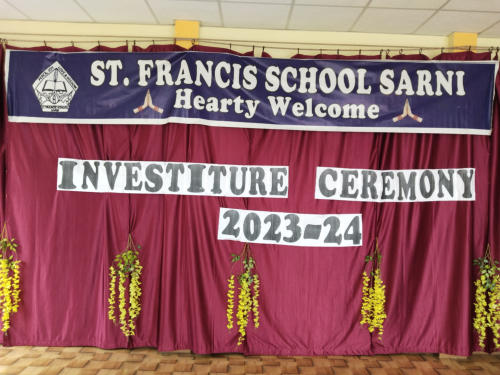 ST. FRANCIS SCHOOL SARNI
Hearty Welcome
INVESTITURE CEREMONY
2023-24